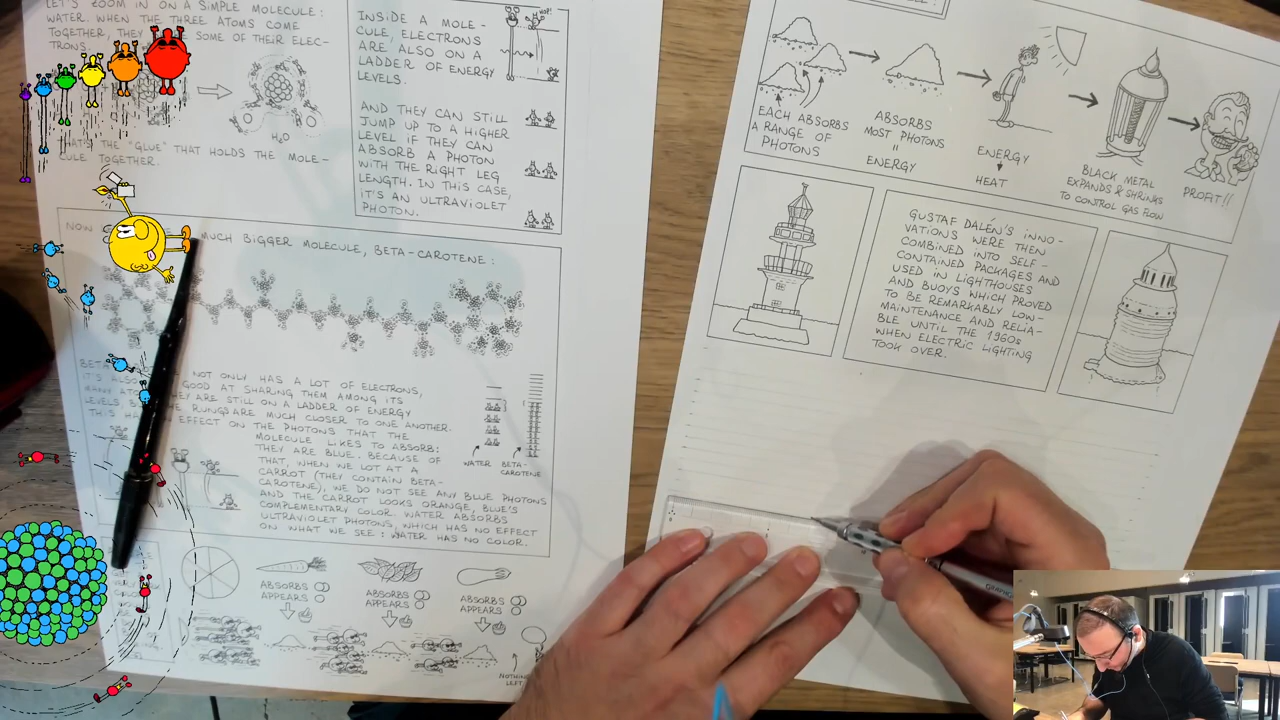 LET'S ZOOM IN ON A SIMPLE MOLECULE:
WATER. WHEN THE THREE ATOMS COME
TOGETHER, THEY SOME OF THEIR ELEC-
TRONS.
H₂O
THAT'S THE "GLUE" THAT HOLDS THE MOLE-
CULE TOGETHER.
INSIDE A MOLE-
CULE, ELECTRONS
ARE ALSO ON A
LADDER OF ENERGY
LEVELS.
HOP!
AND THEY CAN STILL
JUMP UP TO A HIGHER
LEVEL IF THEY CAN
ABSORB A PHOTON
WITH THE RIGHT LEG
LENGTH. IN THIS CASE,
IT'S AN ULTRAVIOLET
PHOTON.
NOW MUCH BIGGER MOLECULE, BETA-CAROTENE:
NOT ONLY HAS A LOT OF ELECTRONS,
IT'S ALSO GOOD AT SHARING THEM AMONG ITS
MANY THEY ARE STILL ON A LADDER OF ENERGY
LEVELS RUNGS ARE MUCH CLOSER TO ONE ANOTHER.
THIS EFFECT ON THE PHOTONS THAT THE
MOLECULE LIKES TO ABSORB:
THEY ARE BLUE. BECAUSE OF
THAT, WHEN WE LOT AT A
CARROT (THEY CONTAIN BETA-
CAROTENE), WE DO NOT SEE ANY BLUE PHOTONS
AND THE CARROT LOOKS ORANGE, BLUE'S
COMPLEMENTARY COLOR. WATER ABSORBS
ULTRAVIOLET PHOTONS, WHICH HAS NO EFFECT
ON WHAT WE SEE: WATER HAS NO COLOR.
WATER BETA-
CAROTENE
ABSORBS
APPEARS
ABSORBS
APPEARS
ABSORBS
APPEARS
NOTHING
LEFT
EACH ABSORBS
A RANGE OF
PHOTONS
ABSORBS
MOST PHOTONS
=
ENERGY
ENERGY
HEAT
BLACK METAL
EXPANDS & SHRINKS
TO CONTROL GAS FLOW
PROFIT!!
GUSTAF DALÉN'S INNO-
VATIONS WERE THEN
COMBINED INTO SELF-
CONTAINED PACKAGES AND
USED IN LIGHTHOUSES
AND BUOYS WHICH PROVED
TO BE REMARKABLY LOW-
MAINTENANCE AND RELIA-
BLE UNTIL THE 1960s
WHEN ELECTRIC LIGHTING
TOOK OVER.